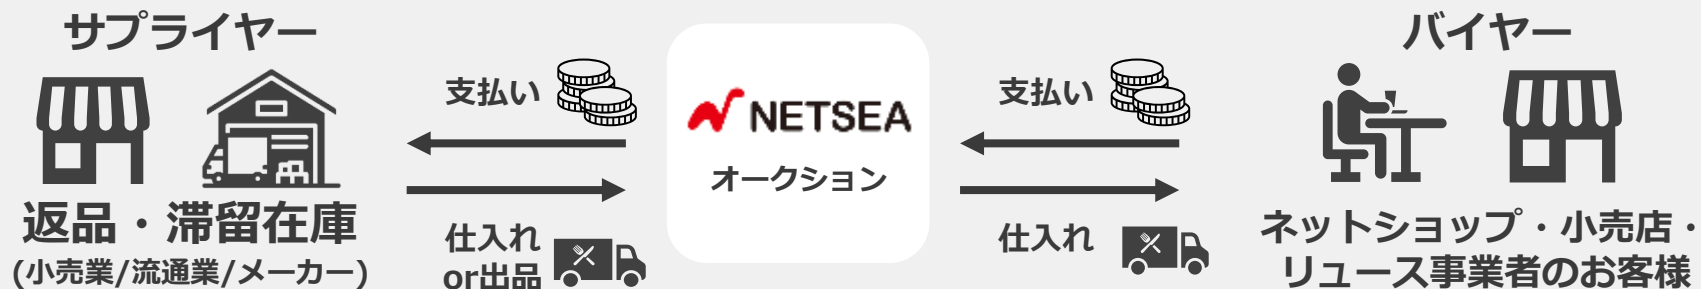 サプライヤー
返品・滞留在庫
(小売業/流通業/メーカー)
支払い
仕入れ
or出品
NETSEA
オークション
支払い
仕入れ
バイヤー
ネットショップ・小売店・
リユース事業者のお客様